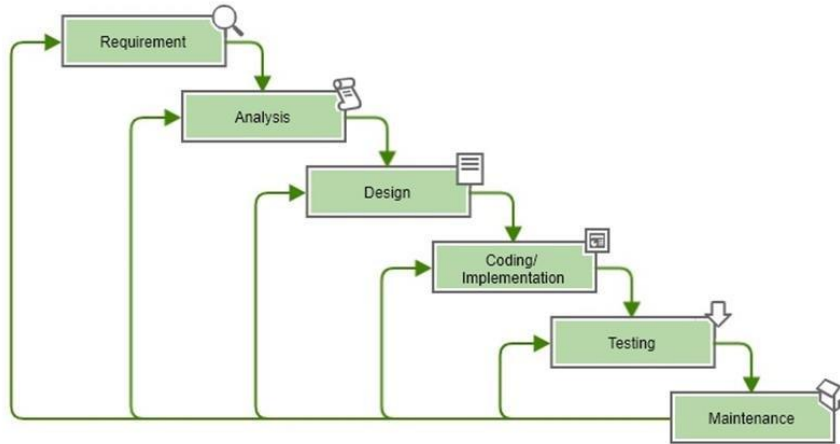 Requirement
Analysis
Design
Coding/
Implementation
Testing
Maintenance